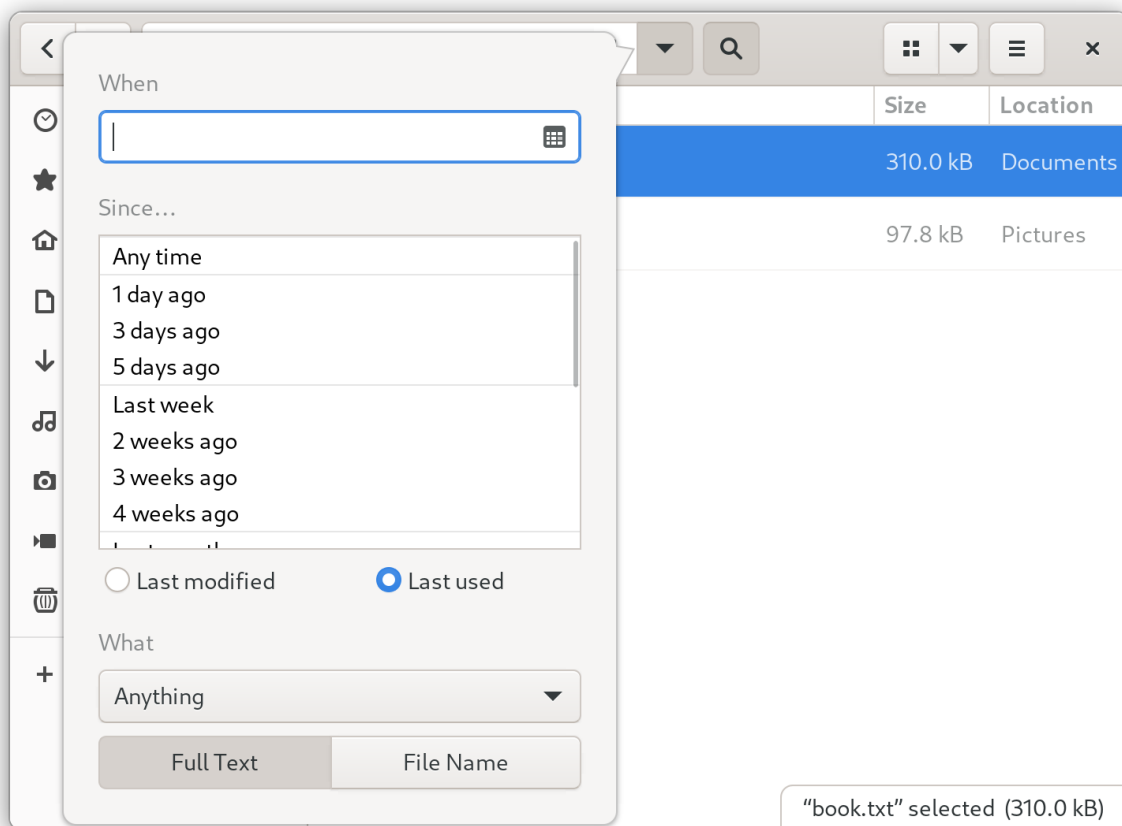 When
Size
Location
310.0 kB
Documents
Since...
97.8 kB
Pictures
Any time
1 day ago
3 days ago
5 days ago
Last week
2 weeks ago
3 weeks ago
4 weeks ago
Last modified
Last used
What
Anything
Full Text
File Name
“book.txt” selected (310.0 kB)